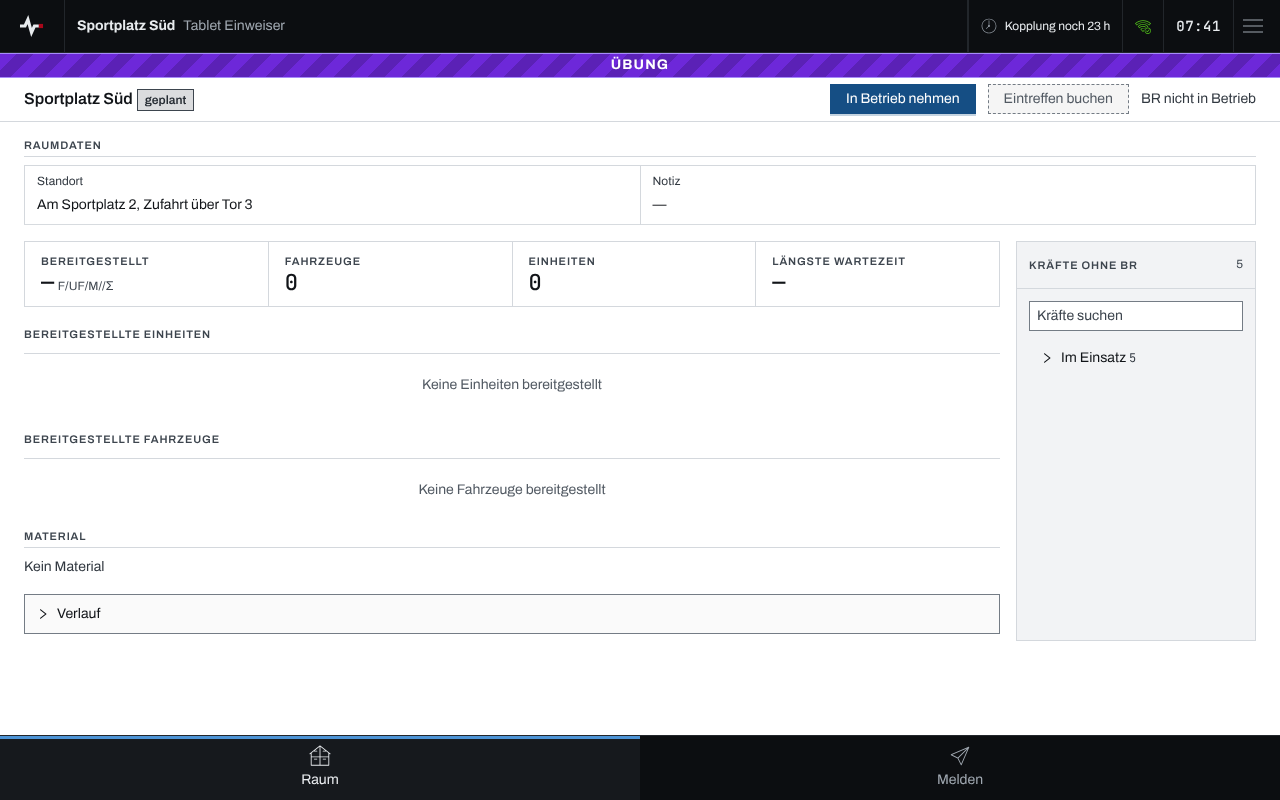 Sportplatz Süd Tablet Einweiser
Kopplung noch 23 h
07:41
ÜBUNG
Sportplatz Süd geplant
In Betrieb nehmen
Eintreffen buchen
BR nicht in Betrieb
RAUMDATEN
Standort
Am Sportplatz 2, Zufahrt über Tor 3
Notiz
—
BEREITGESTELLT
— F/UF/M//Σ
FAHRZEUGE
0
EINHEITEN
0
LÄNGSTE WARTEZEIT
—
KRÄFTE OHNE BR 5
Kräfte suchen
Im Einsatz 5
BEREITGESTELLTE EINHEITEN
Keine Einheiten bereitgestellt
BEREITGESTELLTE FAHRZEUGE
Keine Fahrzeuge bereitgestellt
MATERIAL
Kein Material
Verlauf
Raum
Melden